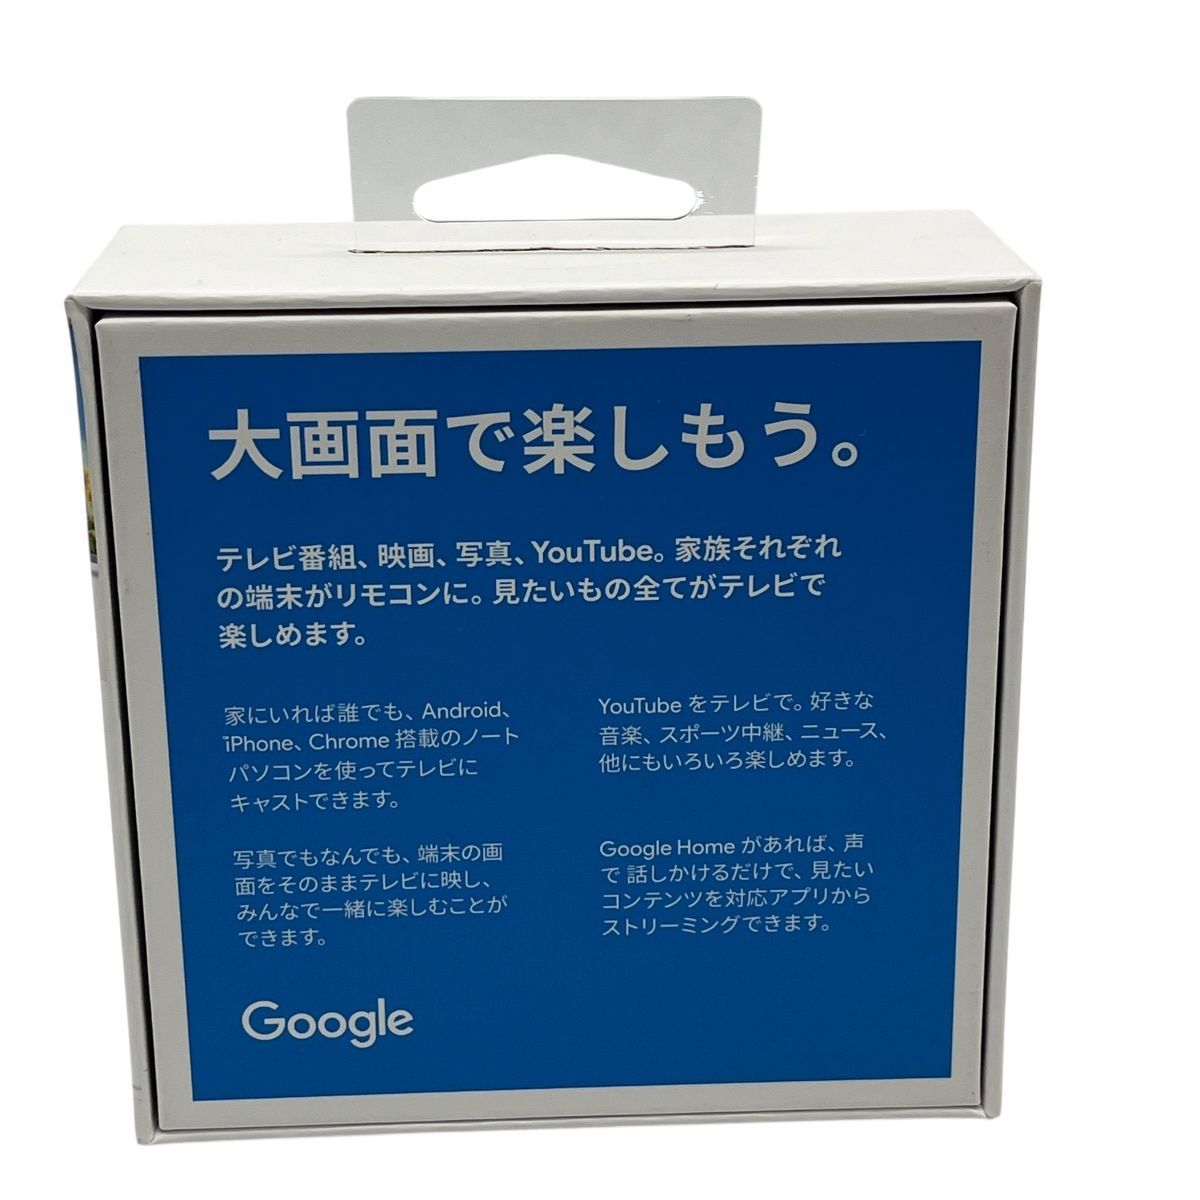 大画面で楽しもう。
テレビ番組、映画、写真、YouTube。家族それぞれ
の端末がリモコンに。見たいもの全てがテレビで
楽しめます。
家にいれば誰でも、Android、
iPhone、Chrome 搭載のノート
パソコンを使ってテレビに
キャストできます。
写真でもなんでも、端末の画
面をそのままテレビに映し、
みんなで一緒に楽しむことが
できます。
YouTube をテレビで。好きな
音楽、スポーツ中継、ニュース、
他にもいろいろ楽しめます。
Google Home があれば、声
で 話しかけるだけで、見たい
コンテンツを対応アプリから
ストリーミングできます。
Google